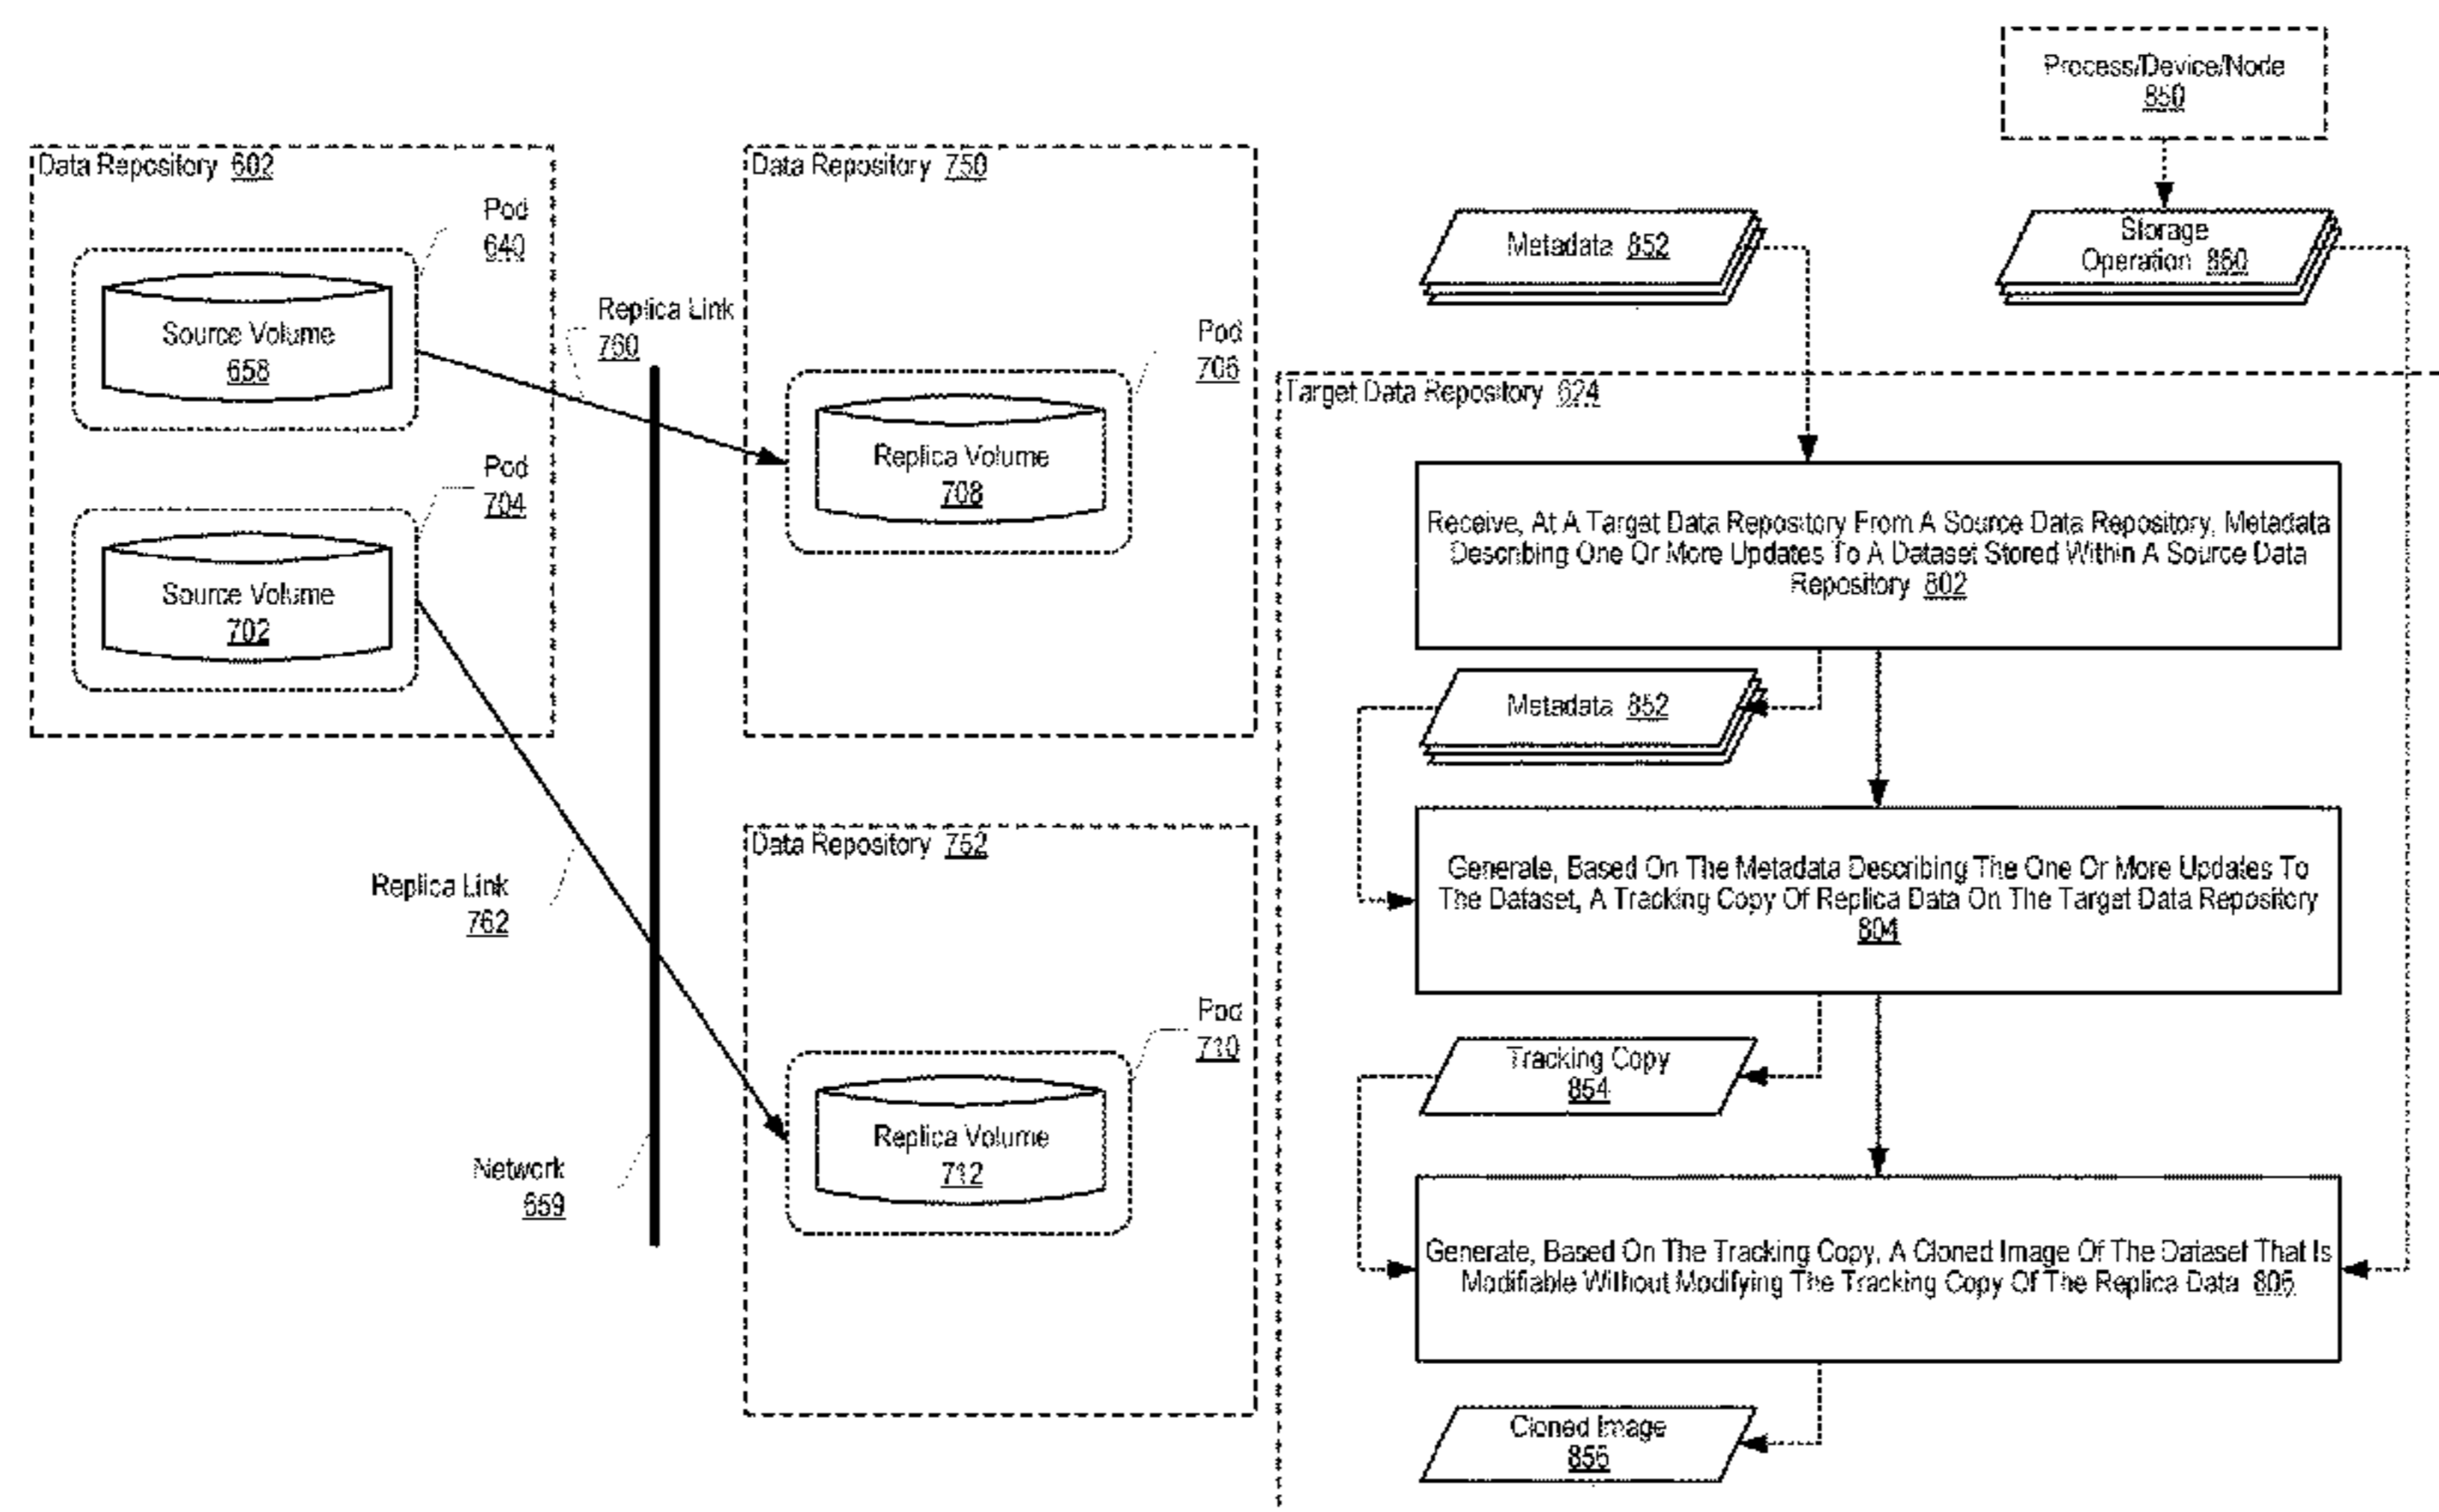 Data Repository 602
Pod
640
Source Volume
658
Pod
704
Source Volume
702
Replica Link
760
Data Repository 750
Pod
706
Replica Volume
708
Replica Link
762
Network
659
Data Repository 752
Pod
710
Replica Volume
712
Process/Device/Node
850
Metadata 852
Storage
Operation 860
Target Data Repository 624
Receive, At A Target Data Repository From A Source Data Repository, Metadata
Describing One Or More Updates To A Dataset Stored Within A Source Data
Repository 802
Metadata 852
Generate, Based On The Metadata Describing The One Or More Updates To
The Dataset, A Tracking Copy Of Replica Data On The Target Data Repository
804
Tracking Copy
854
Generate, Based On The Tracking Copy, A Cloned Image Of The Dataset That Is
Modifiable Without Modifying The Tracking Copy Of The Replica Data 806
Cloned Image
856